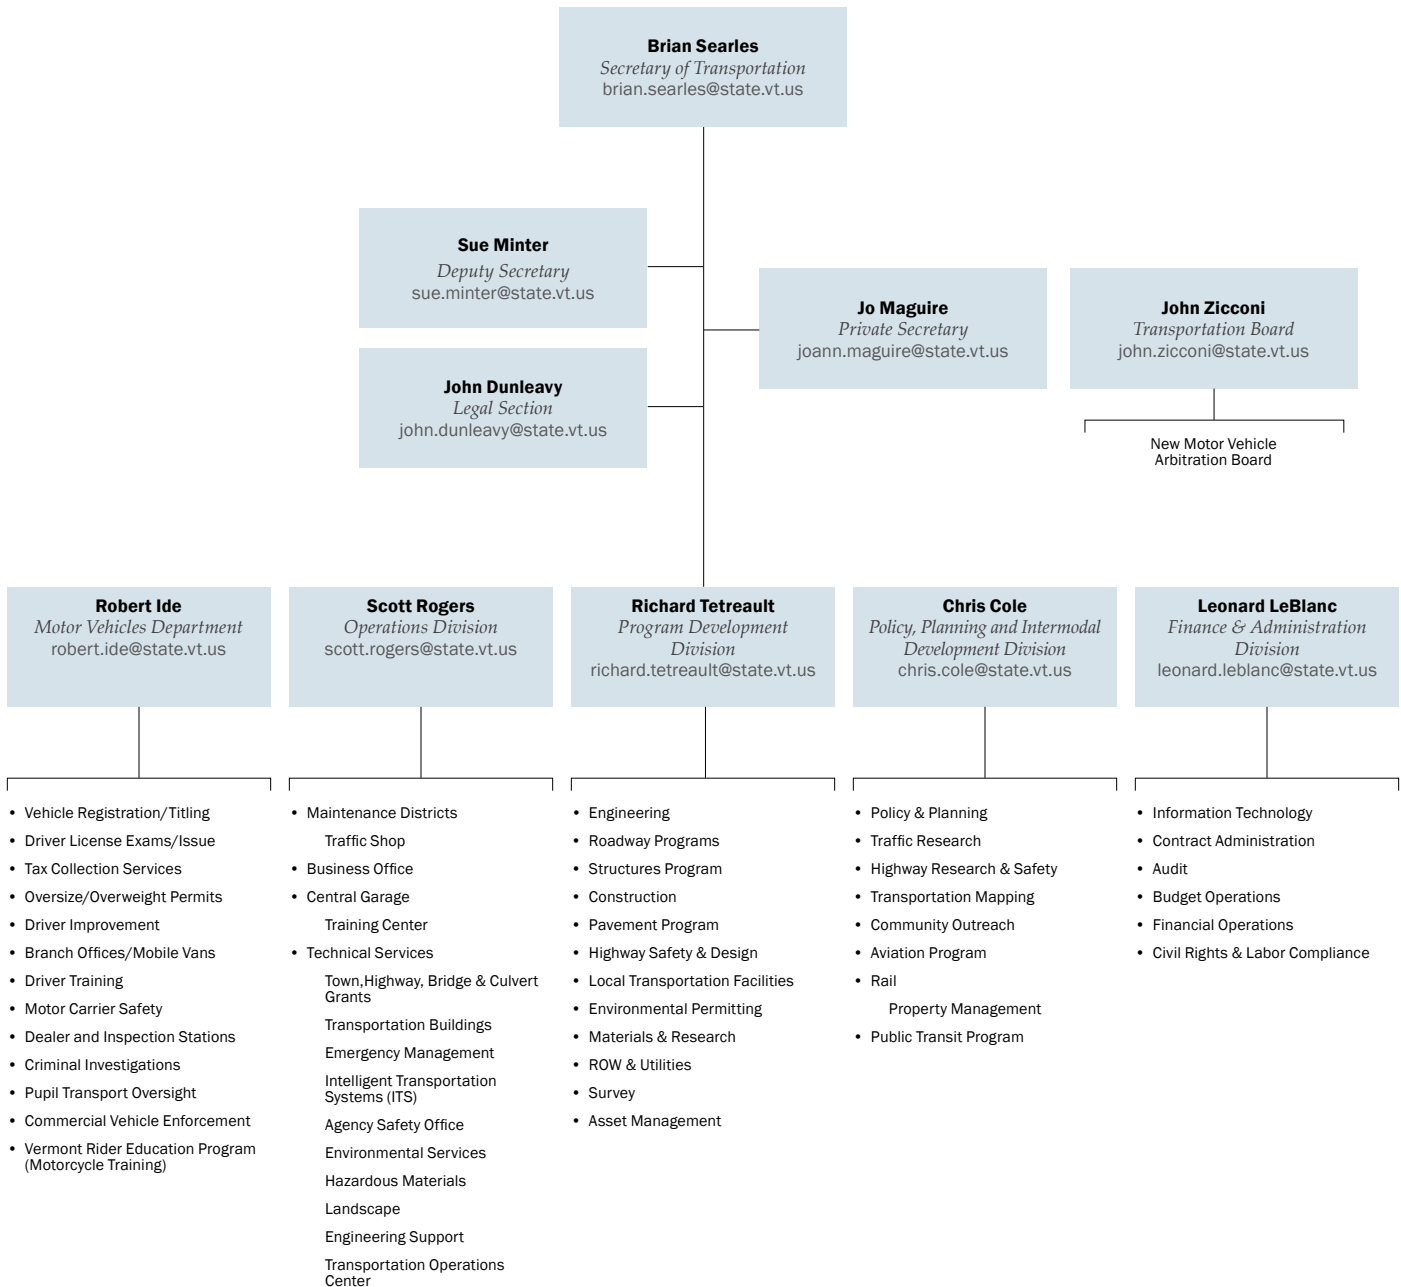 Brian Searles
Secretary of Transportation
brian.searles@state.vt.us
Sue Minter
Deputy Secretary
sue.minter@state.vt.us
Jo Maguire
Private Secretary
joann.maguire@state.vt.us
John Zicconi
Transportation Board
john.zicconi@state.vt.us
John Dunleavy
Legal Section
john.dunleavy@state.vt.us
New Motor Vehicle
Arbitration Board
Robert Ide
Motor Vehicles Department
robert.ide@state.vt.us
Scott Rogers
Operations Division
scott.rogers@state.vt.us
Richard Tetreault
Program Development
Division
richard.tetreault@state.vt.us
Chris Cole
Policy, Planning and Intermodal
Development Division
chris.cole@state.vt.us
Leonard LeBlanc
Finance & Administration
Division
leonard.leblanc@state.vt.us
• Vehicle Registration/Titling
• Driver License Exams/Issue
• Tax Collection Services
• Oversize/Overweight Permits
• Driver Improvement
• Branch Offices/Mobile Vans
• Driver Training
• Motor Carrier Safety
• Dealer and Inspection Stations
• Criminal Investigations
• Pupil Transport Oversight
• Commercial Vehicle Enforcement
• Vermont Rider Education Program
(Motorcycle Training)
• Maintenance Districts
Traffic Shop
• Business Office
• Central Garage
Training Center
• Technical Services
Town,Highway, Bridge & Culvert
Grants
Transportation Buildings
Emergency Management
Intelligent Transportation
Systems (ITS)
Agency Safety Office
Environmental Services
Hazardous Materials
Landscape
Engineering Support
Transportation Operations
Center
• Engineering
• Roadway Programs
• Structures Program
• Construction
• Pavement Program
• Highway Safety & Design
• Local Transportation Facilities
• Environmental Permitting
• Materials & Research
• ROW & Utilities
• Survey
• Asset Management
• Policy & Planning
• Traffic Research
• Highway Research & Safety
• Transportation Mapping
• Community Outreach
• Aviation Program
• Rail
Property Management
• Public Transit Program
• Information Technology
• Contract Administration
• Audit
• Budget Operations
• Financial Operations
• Civil Rights & Labor Compliance